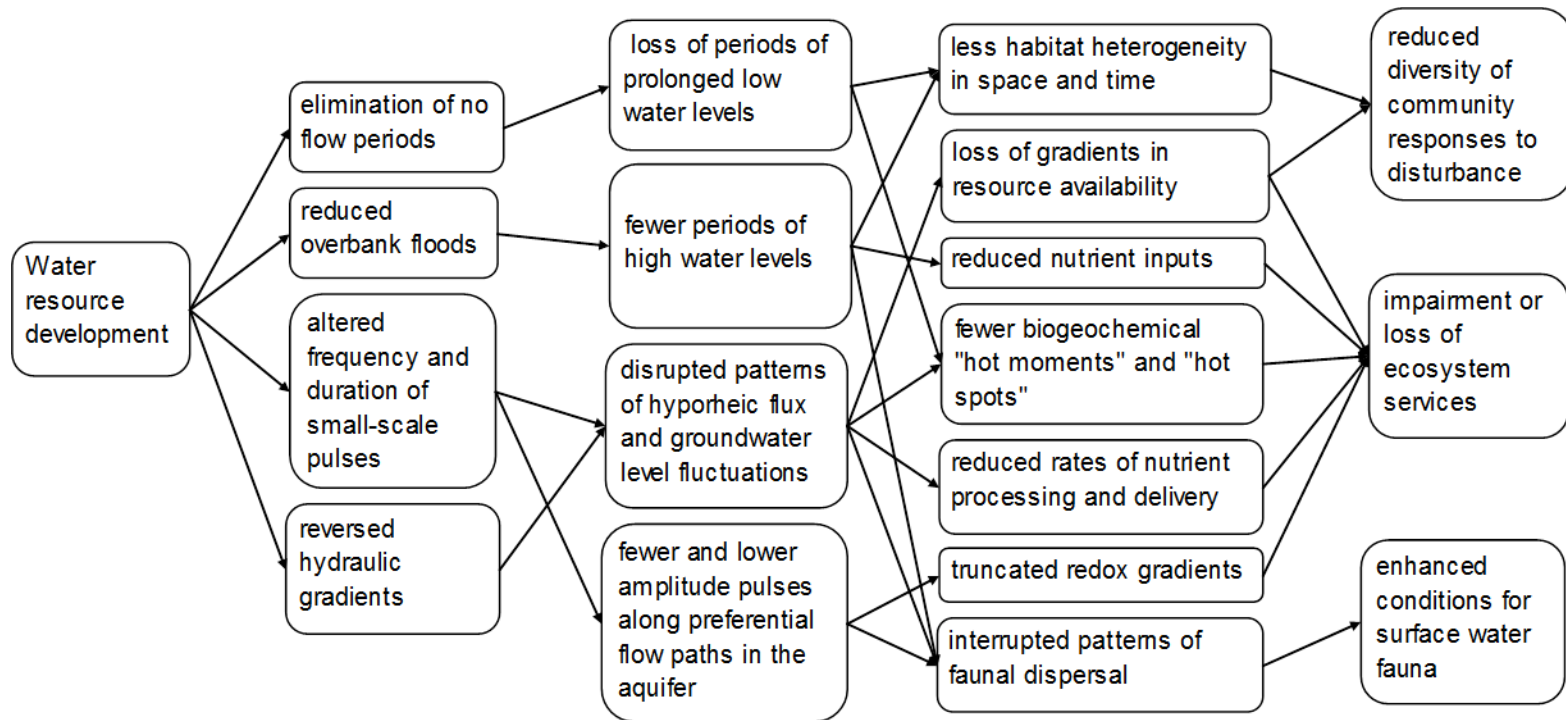 Water
resource
development
elimination of no
flow periods
reduced
overbank floods
altered
frequency and
duration of
small-scale
pulses
reversed
hydraulic
gradients
loss of periods of
prolonged low
water levels
fewer periods of
high water levels
disrupted patterns
of hyporheic flux
and groundwater
level fluctuations
fewer and lower
amplitude pulses
along preferential
flow paths in the
aquifer
less habitat heterogeneity
in space and time
loss of gradients in
resource availability
reduced nutrient inputs
fewer biogeochemical
"hot moments" and "hot
spots"
reduced rates of nutrient
processing and delivery
truncated redox gradients
interrupted patterns of
faunal dispersal
reduced
diversity of
community
responses to
disturbance
impairment or
loss of
ecosystem
services
enhanced
conditions for
surface water
fauna